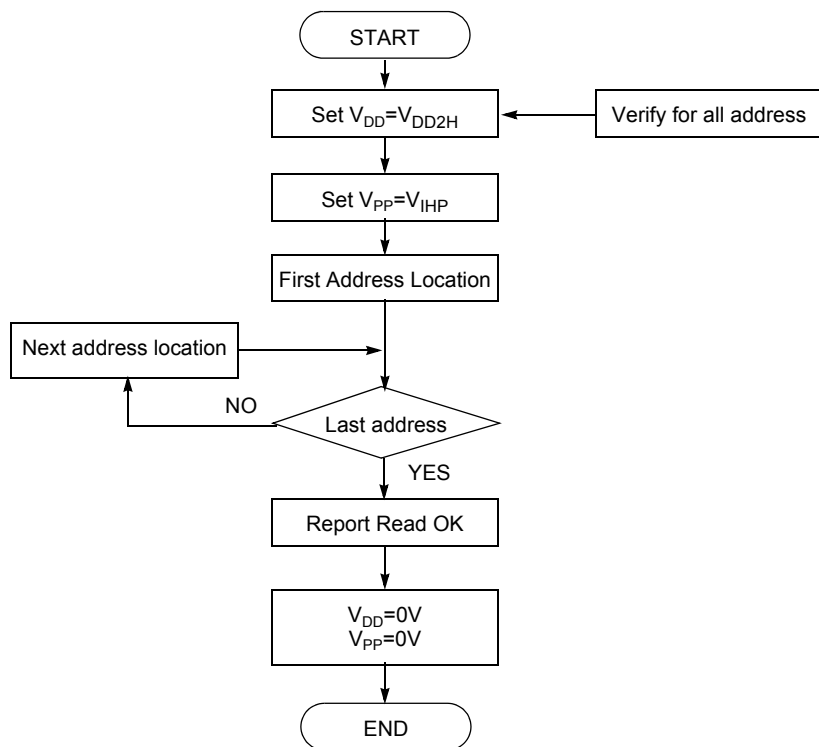 START
Set VDD=VDD2H
Verify for all address
Set VPP=VIHP
First Address Location
Next address location
NO
Last address
YES
Report Read OK
VDD=0V
VPP=0V
END